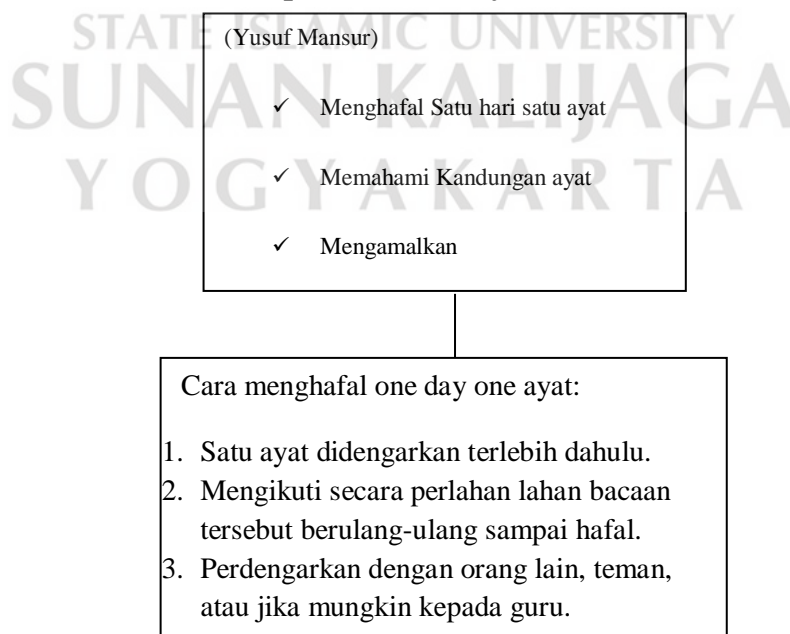 STATE ISLAMIC UNIVERSITY
SUNAN KALIJAGA
YOGYAKARTA
(Yusuf Mansur)
✓ Menghafal Satu hari satu ayat
✓ Memahami Kandungan ayat
✓ Mengamalkan
Cara menghafal one day one ayat:
1. Satu ayat didengarkan terlebih dahulu.
2. Mengikuti secara perlahan lahan bacaan
tersebut berulang-ulang sampai hafal.
3. Perdengarkan dengan orang lain, teman,
atau jika mungkin kepada guru.